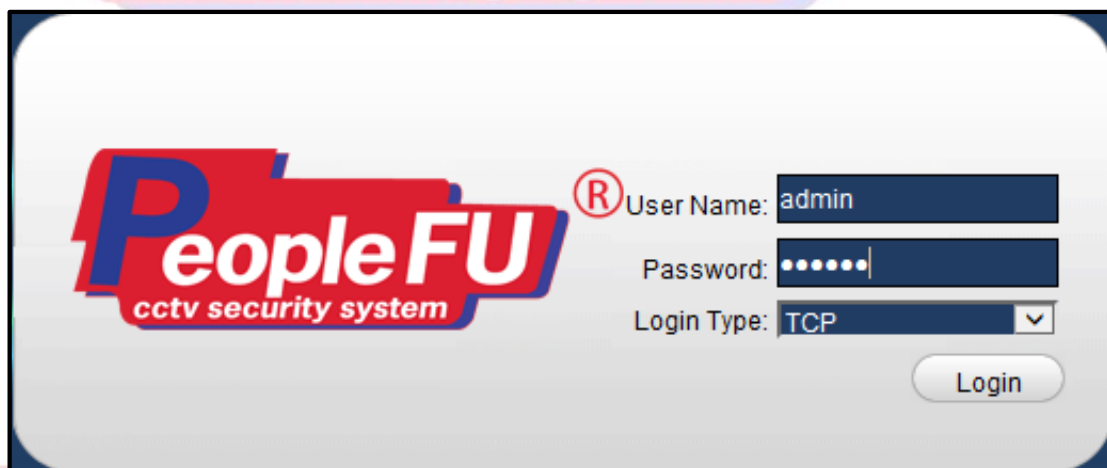 PeopleFU
cctv security system
®
User Name: admin
Password: ••••••
Login Type: TCP
Login